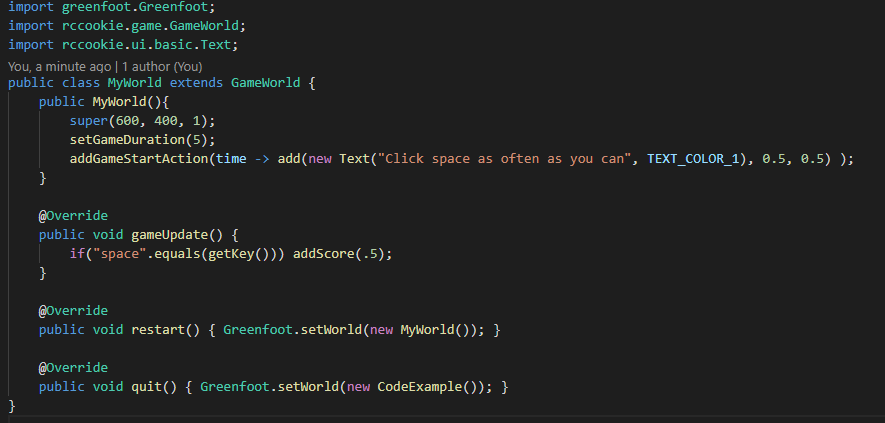 import greenfoot.Greenfoot;
import rccookie.game.GameWorld;
import rccookie.ui.basic.Text;
You, a minute ago | 1 author (You)
public class MyWorld extends GameWorld {
    public MyWorld(){
        super(600, 400, 1);
        setGameDuration(5);
        addGameStartAction(time -> add(new Text("Click space as often as you can", TEXT_COLOR_1), 0.5, 0.5) );
    }

    @Override
    public void gameUpdate() {
        if("space".equals(getKey())) addScore(.5);
    }

    @Override
    public void restart() { Greenfoot.setWorld(new MyWorld()); }

    @Override
    public void quit() { Greenfoot.setWorld(new CodeExample()); }
}